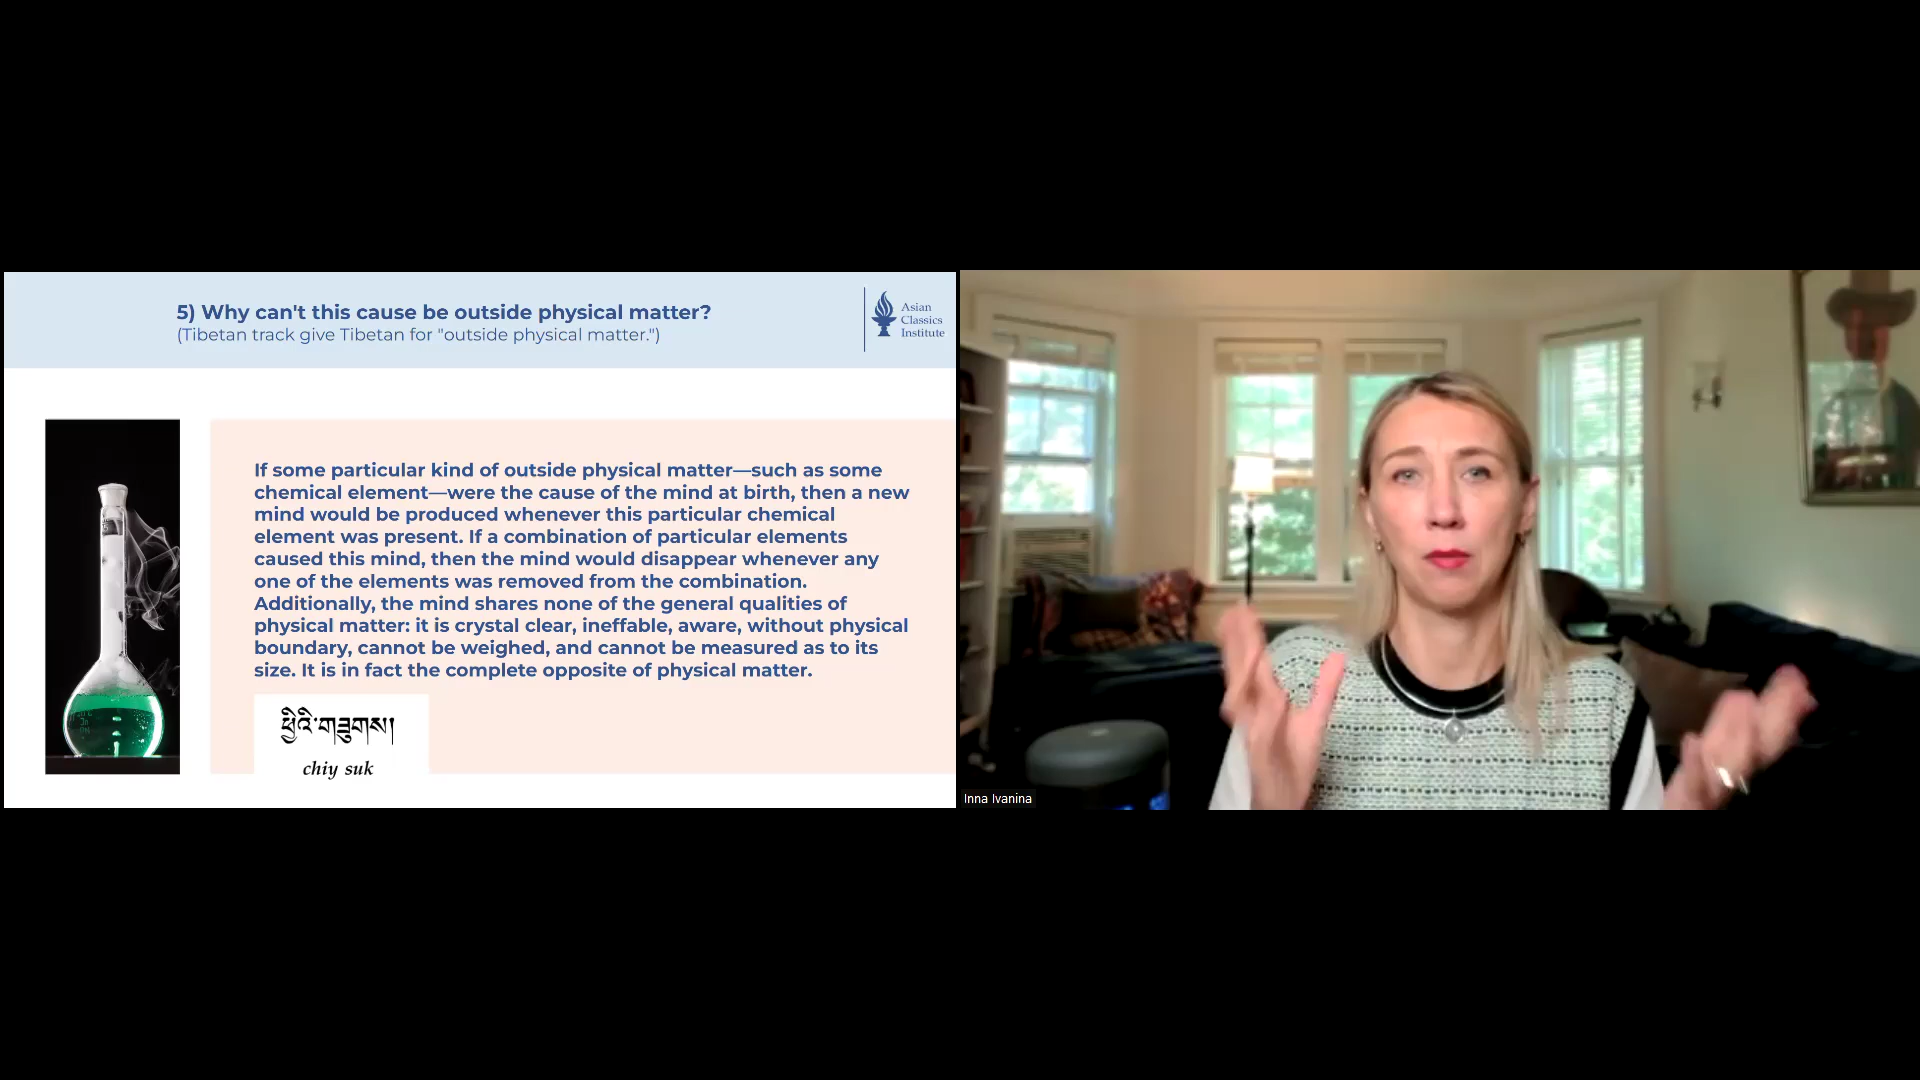 5) Why can't this cause be outside physical matter?
(Tibetan track give Tibetan for "outside physical matter.")
Asian
Classics
Institute
If some particular kind of outside physical matter—such as some
chemical element—were the cause of the mind at birth, then a new
mind would be produced whenever this particular chemical
element was present. If a combination of particular elements
caused this mind, then the mind would disappear whenever any
one of the elements was removed from the combination.
Additionally, the mind shares none of the general qualities of
physical matter: it is crystal clear, ineffable, aware, without physical
boundary, cannot be weighed, and cannot be measured as to its
size. It is in fact the complete opposite of physical matter.
ཕྱིའི་གཟུགས།
chiy suk
Inna Ivanina